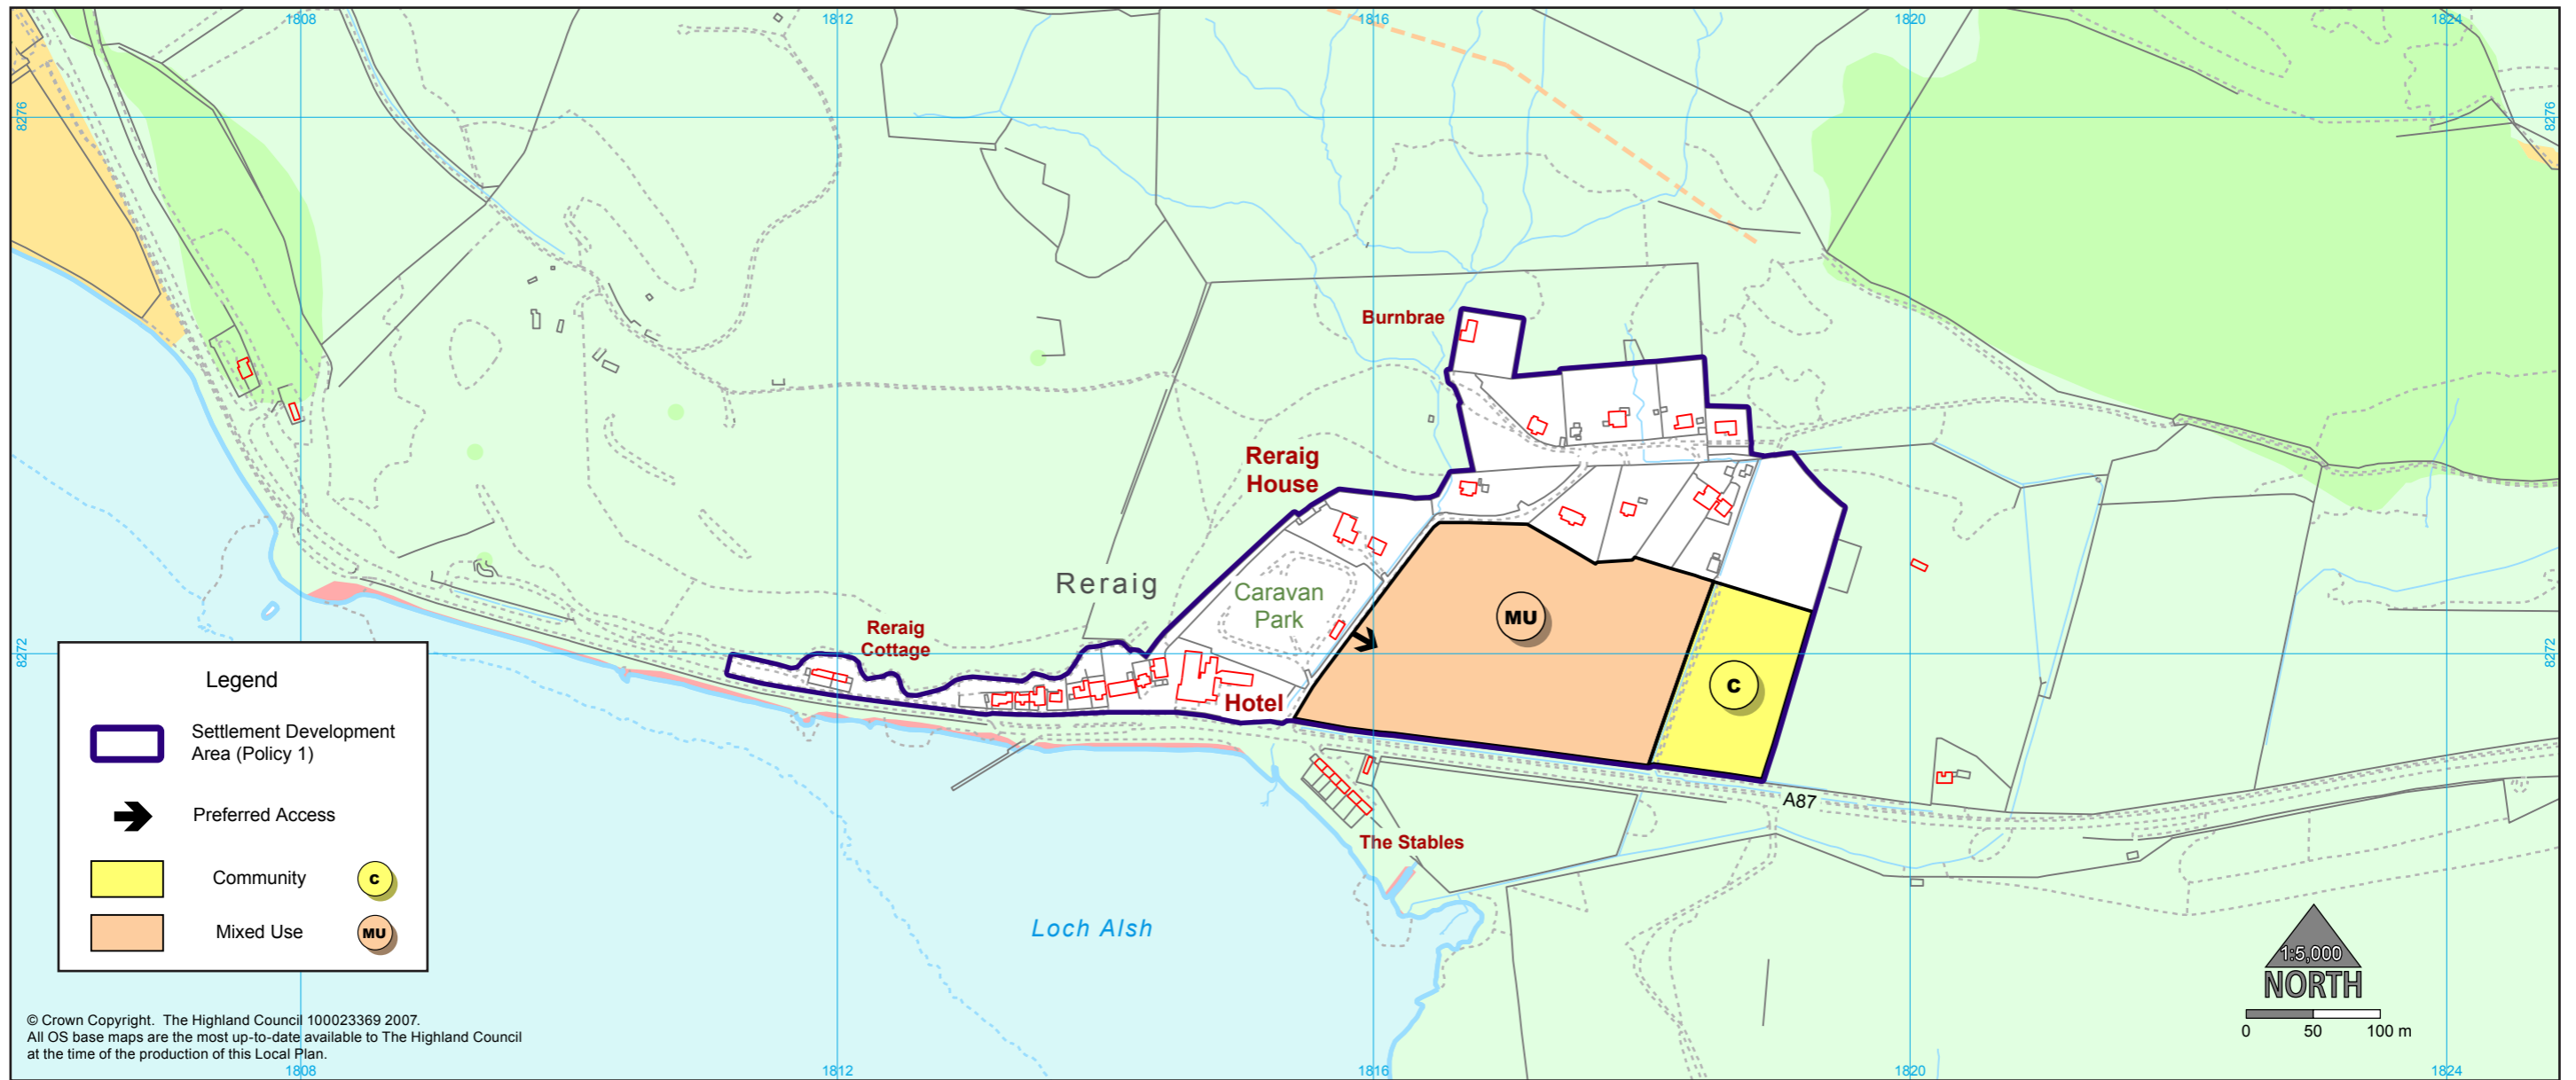 1808
1812
1816
1820
1824
8276
8276
Burnbrae
Reraig
House
Reraig
Caravan
Park
MU
Reraig
Cottage
8272
8272
C
Hotel
A87
The Stables
Loch Alsh
Legend
Settlement Development
Area (Policy 1)
Preferred Access
Community
C
Mixed Use
MU
1:5,000
NORTH
0 50 100 m
© Crown Copyright. The Highland Council 100023369 2007.
All OS base maps are the most up-to-date available to The Highland Council
at the time of the production of this Local Plan.
1808
1812
1816
1820
1824